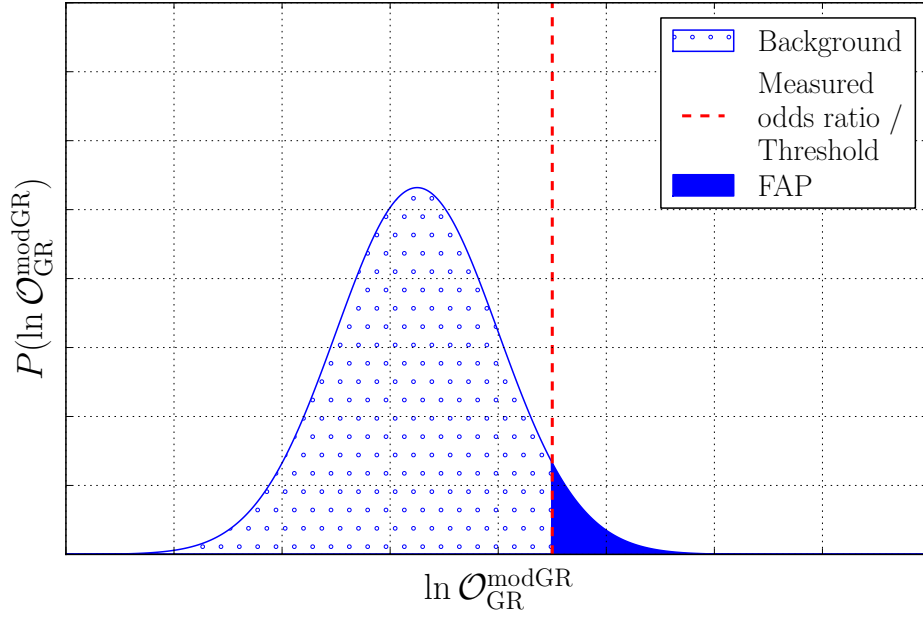 Background
Measured
odds ratio /
Threshold
FAP
P(ln 𝒪_GR^modGR)
ln 𝒪_GR^modGR